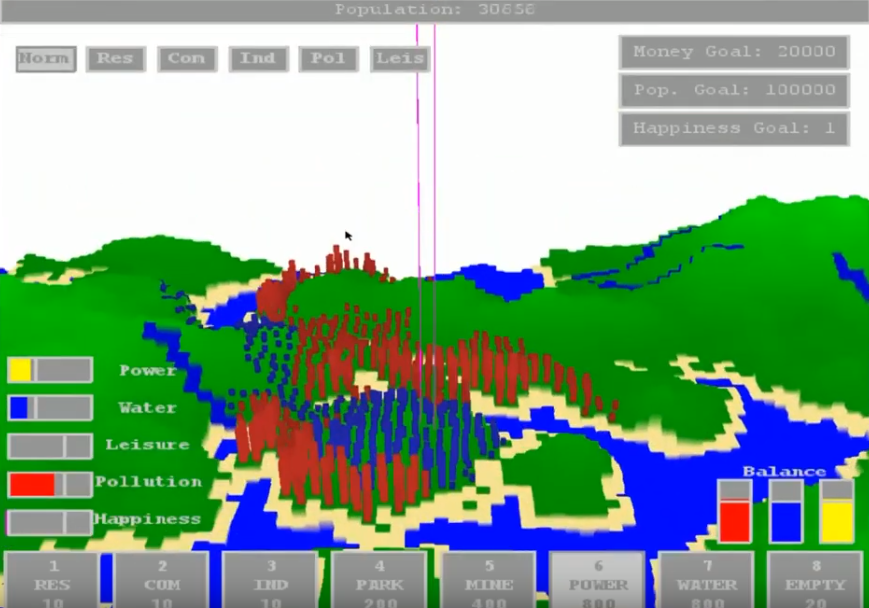 Population: 30656
Norm Res Com Ind Pol Leis
Money Goal: 20000
Pop. Goal: 100000
Happiness Goal: 1
Power
Water
Leisure
Pollution
Happiness
Balance
1 2 3 4 5 6 7 8
RES COM IND PARK MINE POWER WATER EMPTY
10 10 10 200 400 800 800 20